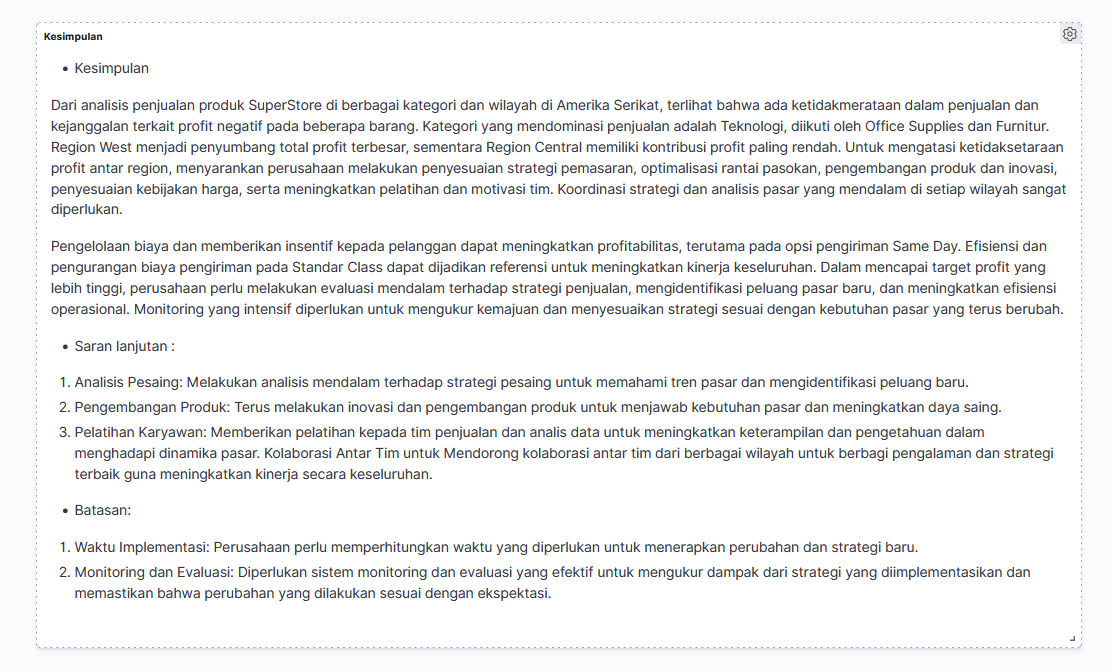 Kesimpulan
• Kesimpulan
Dari analisis penjualan produk SuperStore di berbagai kategori dan wilayah di Amerika Serikat, terlihat bahwa ada ketidakmerataan dalam penjualan dan
kejanggalan terkait profit negatif pada beberapa barang. Kategori yang mendominasi penjualan adalah Teknologi, diikuti oleh Office Supplies dan Furnitur.
Region West menjadi penyumbang total profit terbesar, sementara Region Central memiliki kontribusi profit paling rendah. Untuk mengatasi ketidaksetaraan
profit antar region, menyarankan perusahaan melakukan penyesuaian strategi pemasaran, optimalisasi rantai pasokan, pengembangan produk dan inovasi,
penyesuaian kebijakan harga, serta meningkatkan pelatihan dan motivasi tim. Koordinasi strategi dan analisis pasar yang mendalam di setiap wilayah sangat
diperlukan.
Pengelolaan biaya dan memberikan insentif kepada pelanggan dapat meningkatkan profitabilitas, terutama pada opsi pengiriman Same Day. Efisiensi dan
pengurangan biaya pengiriman pada Standar Class dapat dijadikan referensi untuk meningkatkan kinerja keseluruhan. Dalam mencapai target profit yang
lebih tinggi, perusahaan perlu melakukan evaluasi mendalam terhadap strategi penjualan, mengidentifikasi peluang pasar baru, dan meningkatkan efisiensi
operasional. Monitoring yang intensif diperlukan untuk mengukur kemajuan dan menyesuaikan strategi sesuai dengan kebutuhan pasar yang terus berubah.
• Saran lanjutan :
1. Analisis Pesaing: Melakukan analisis mendalam terhadap strategi pesaing untuk memahami tren pasar dan mengidentifikasi peluang baru.
2. Pengembangan Produk: Terus melakukan inovasi dan pengembangan produk untuk menjawab kebutuhan pasar dan meningkatkan daya saing.
3. Pelatihan Karyawan: Memberikan pelatihan kepada tim penjualan dan analis data untuk meningkatkan keterampilan dan pengetahuan dalam
menghadapi dinamika pasar. Kolaborasi Antar Tim untuk Mendorong kolaborasi antar tim dari berbagai wilayah untuk berbagi pengalaman dan strategi
terbaik guna meningkatkan kinerja secara keseluruhan.
• Batasan:
1. Waktu Implementasi: Perusahaan perlu memperhitungkan waktu yang diperlukan untuk menerapkan perubahan dan strategi baru.
2. Monitoring dan Evaluasi: Diperlukan sistem monitoring dan evaluasi yang efektif untuk mengukur dampak dari strategi yang diimplementasikan dan
memastikan bahwa perubahan yang dilakukan sesuai dengan ekspektasi.